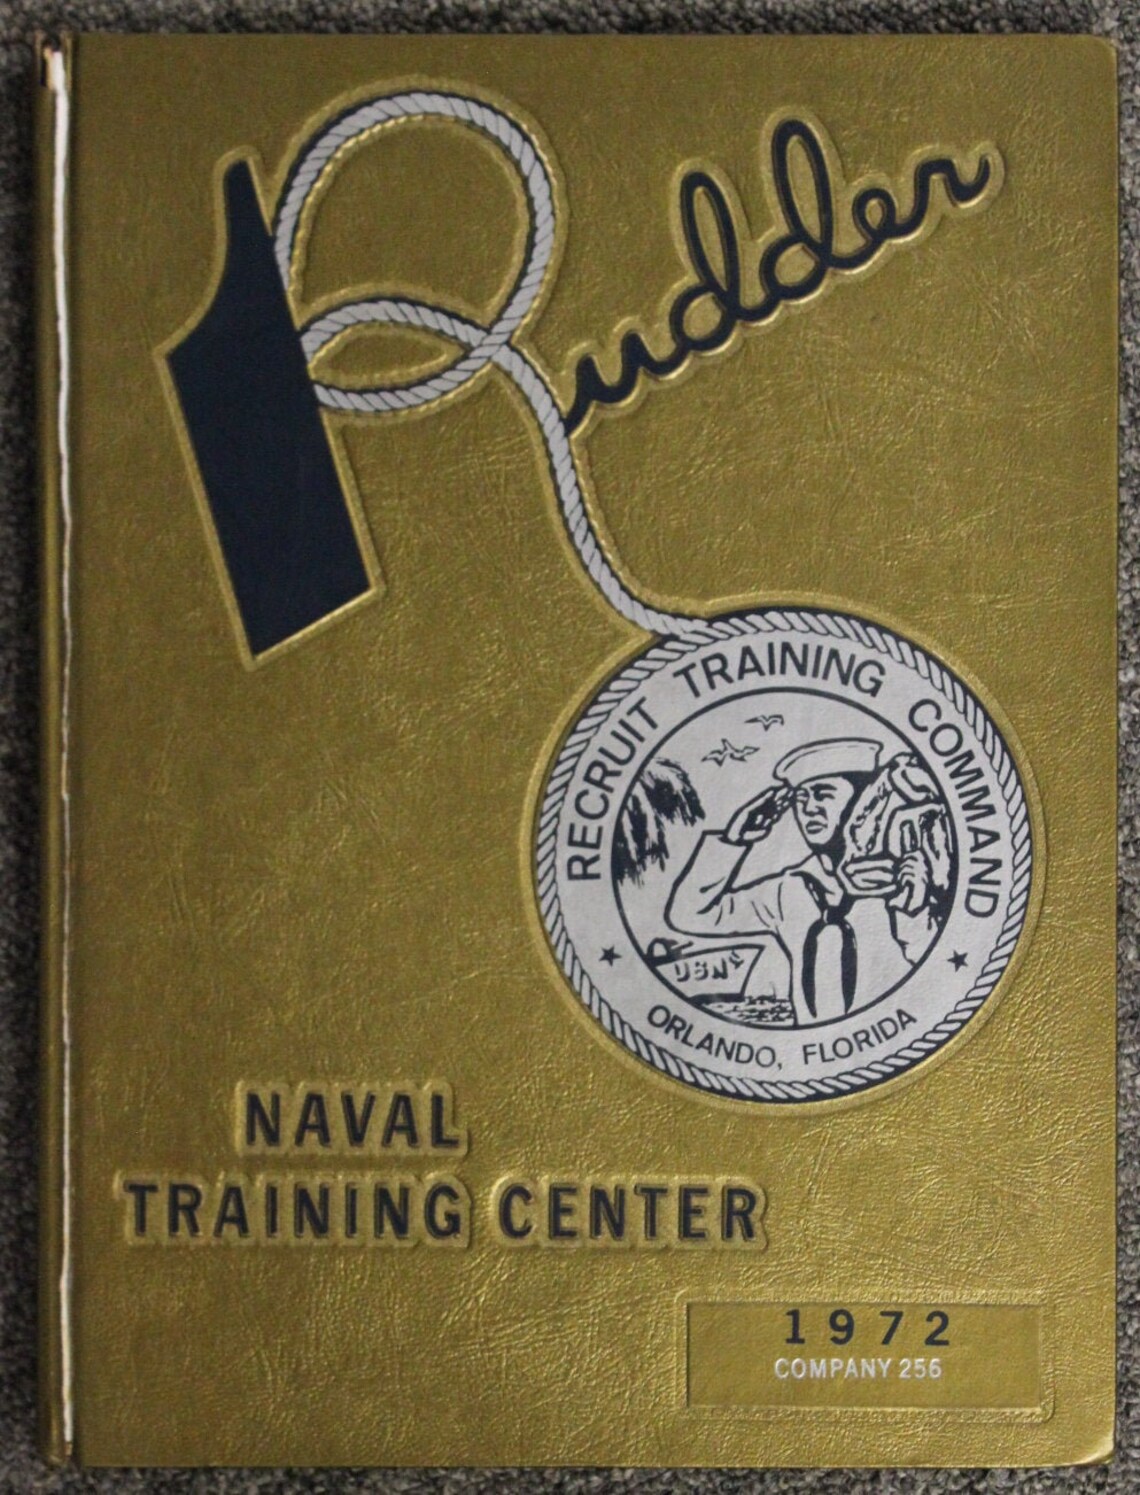 Rudder
RECRUIT TRAINING COMMAND
USN
ORLANDO, FLORIDA
NAVAL
TRAINING CENTER
1972
COMPANY 256